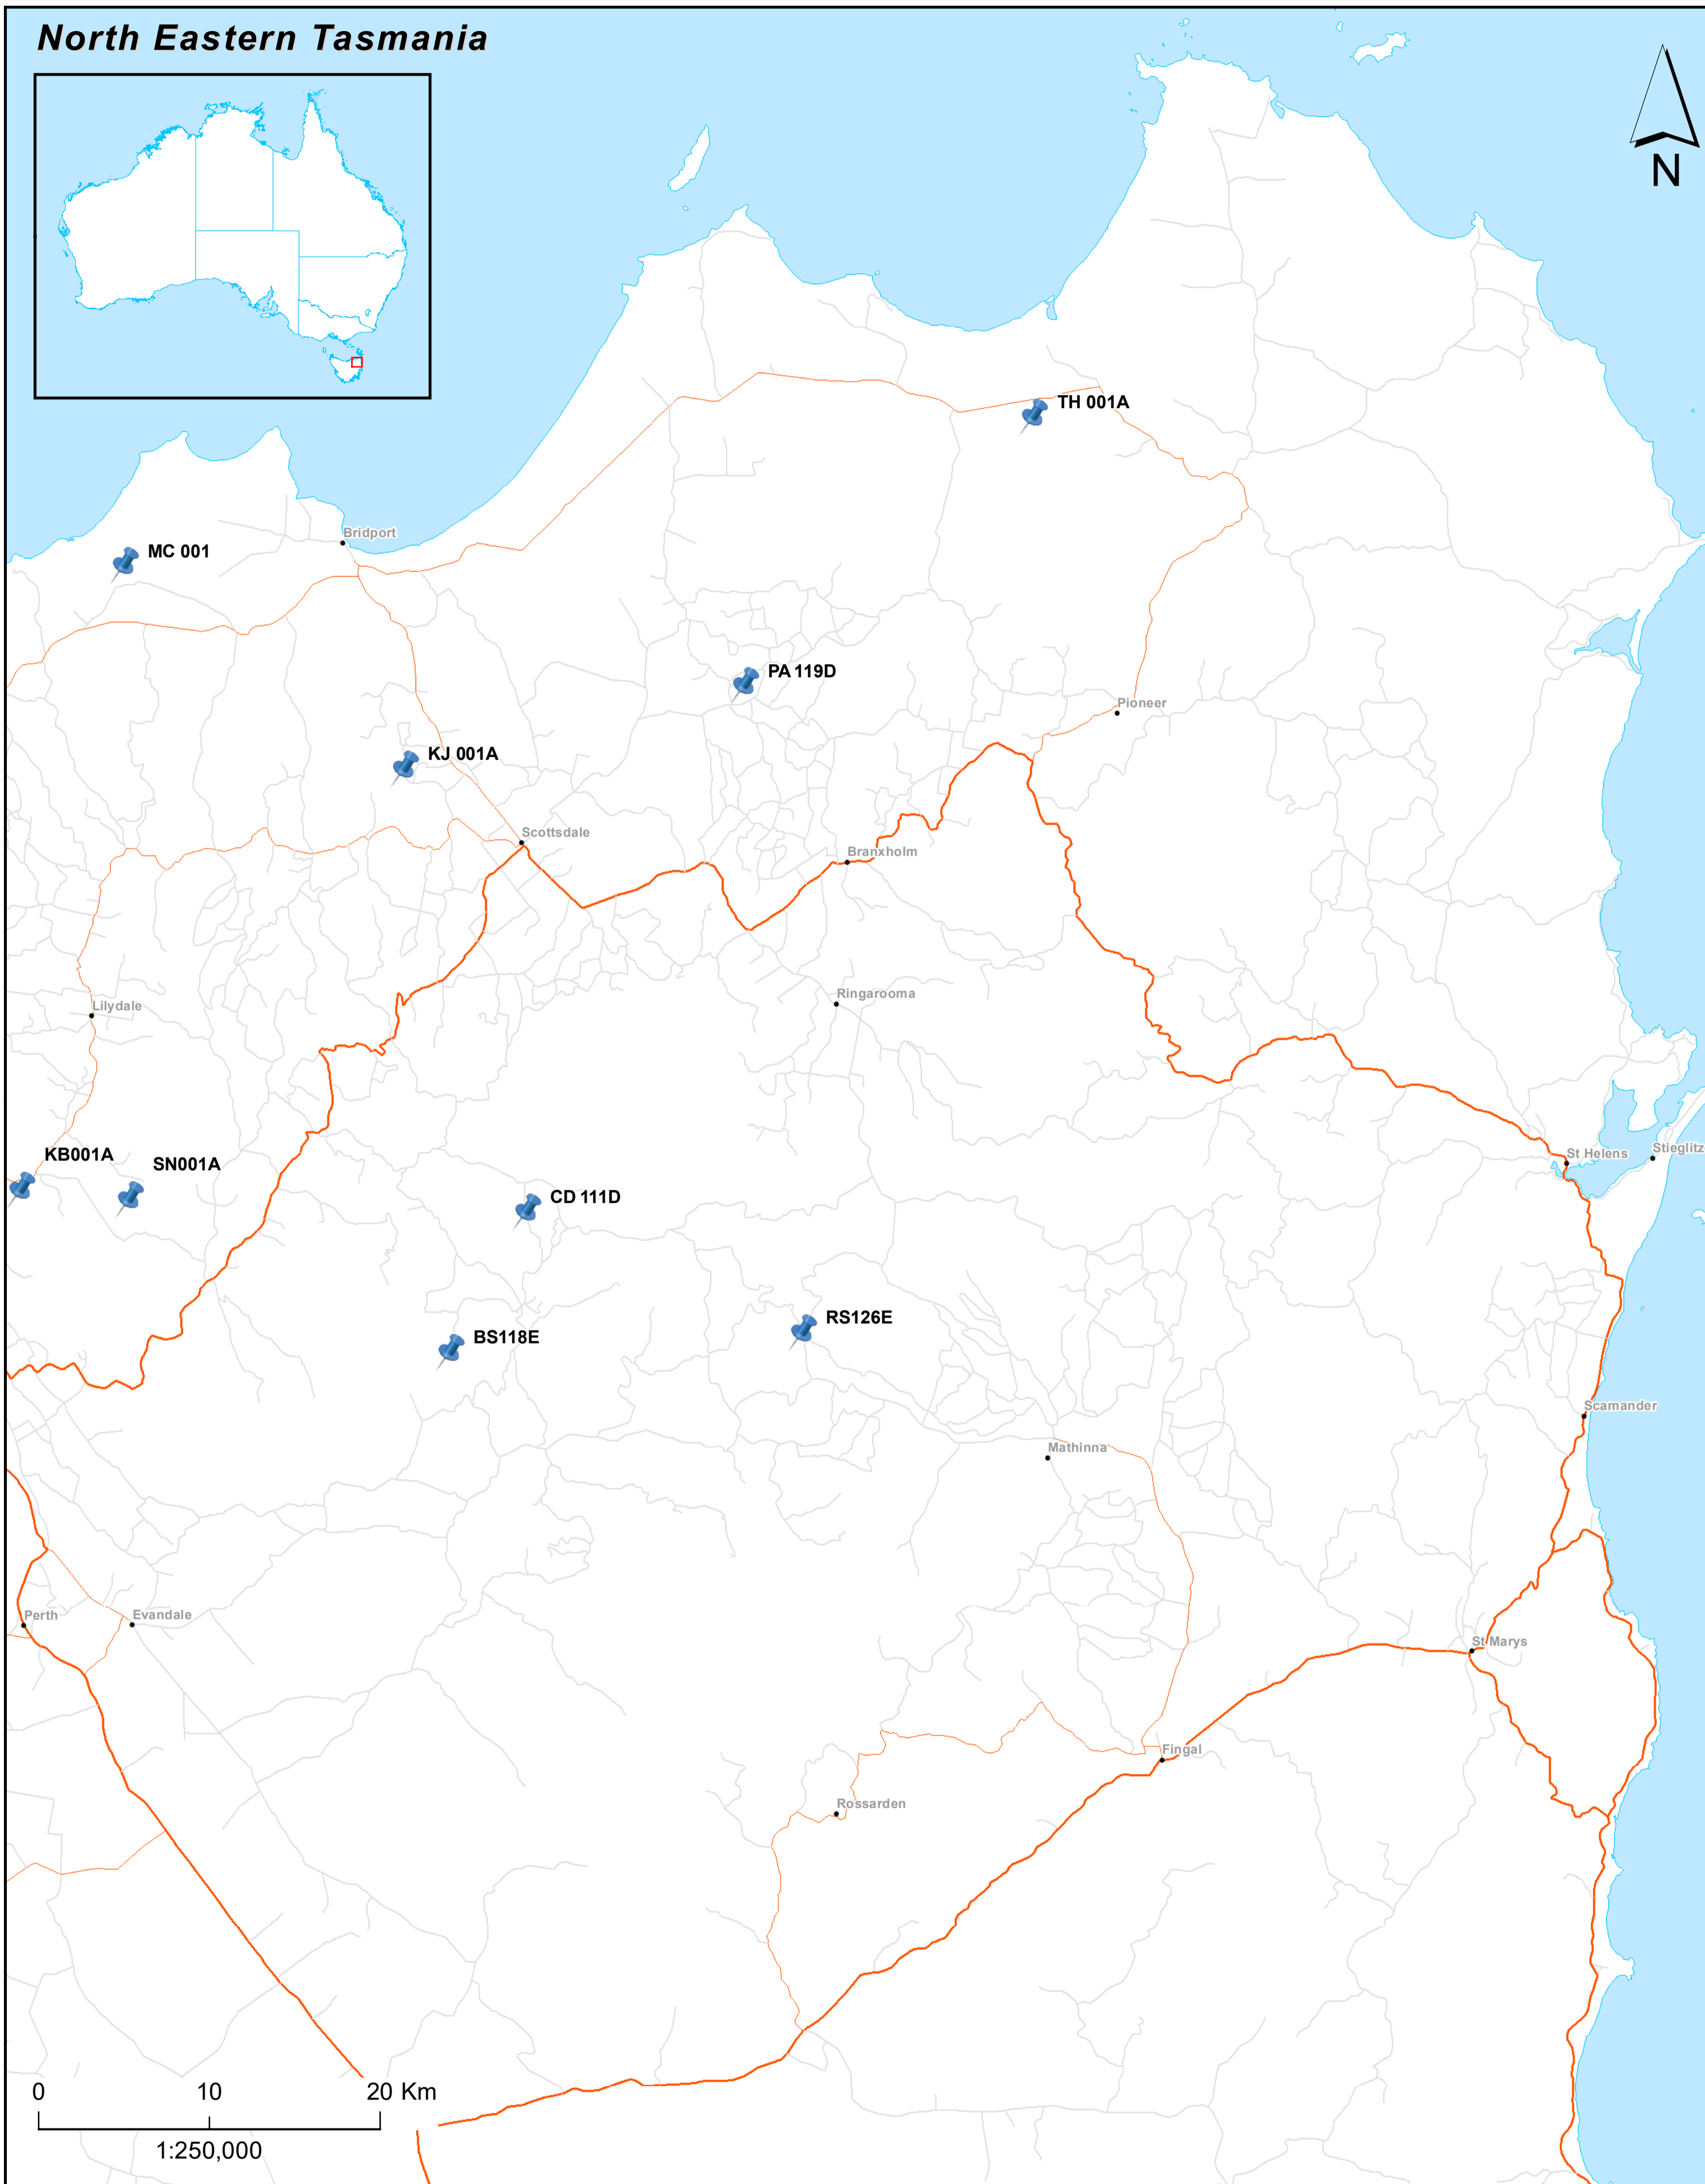 North Eastern Tasmania
N
TH 001A
Bridport
MC 001
PA 119D
Pioneer
KJ 001A
Scottsdale
Branxholm
Ringarooma
Lilydale
KB001A
SN001A
St Helens
Stieglitz
CD 111D
RS126E
BS118E
Scamander
Mathinna
Perth
Evandale
St Marys
Fingal
Rossarden
0 10 20 Km
1:250,000